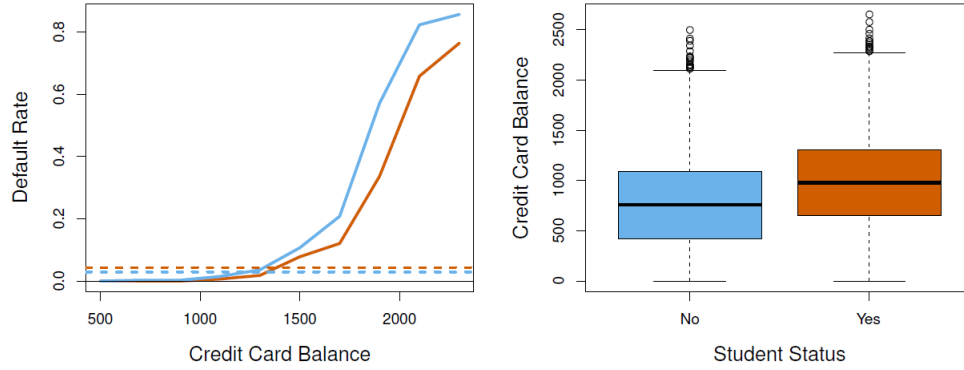 Default Rate
0.0
0.2
0.4
0.6
0.8
500
1000
1500
2000
Credit Card Balance
Credit Card Balance
0
500
1000
1500
2000
2500
No
Yes
Student Status